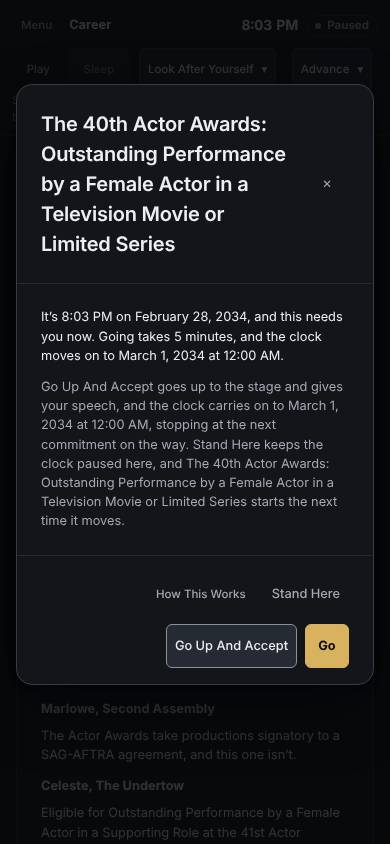 Menu Career 8:03 PM Paused
Play Sleep Look After Yourself ▾ Advance ▾
The 40th Actor Awards:
Outstanding Performance
by a Female Actor in a
Television Movie or
Limited Series
×
It’s 8:03 PM on February 28, 2034, and this needs
you now. Going takes 5 minutes, and the clock
moves on to March 1, 2034 at 12:00 AM.
Go Up And Accept goes up to the stage and gives
your speech, and the clock carries on to March 1,
2034 at 12:00 AM, stopping at the next
commitment on the way. Stand Here keeps the
clock paused here, and The 40th Actor Awards:
Outstanding Performance by a Female Actor in a
Television Movie or Limited Series starts the next
time it moves.
How This Works Stand Here
Go Up And Accept Go
Marlowe, Second Assembly
The Actor Awards take productions signatory to a
SAG-AFTRA agreement, and this one isn’t.
Celeste, The Undertow
Eligible for Outstanding Performance by a Female
Actor in a Supporting Role at the 41st Actor